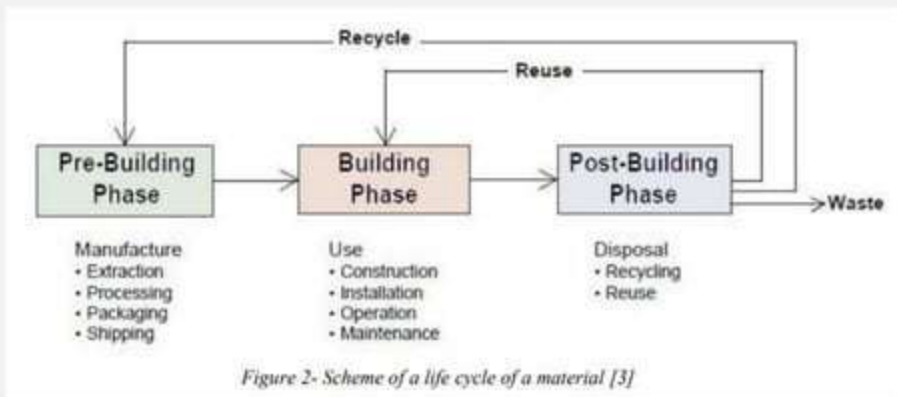 Recycle
Reuse
Pre-Building
Phase
Building
Phase
Post-Building
Phase
Waste
Manufacture
• Extraction
• Processing
• Packaging
• Shipping
Use
• Construction
• Installation
• Operation
• Maintenance
Disposal
• Recycling
• Reuse
Figure 2- Scheme of a life cycle of a material [3]